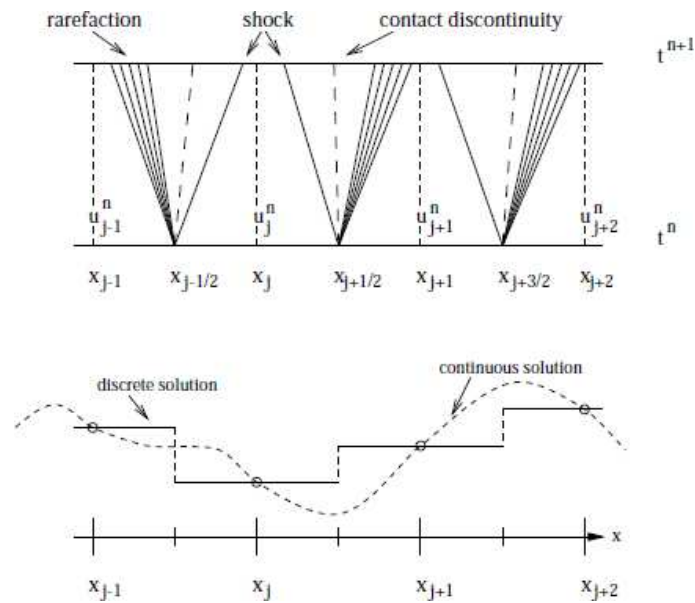 rarefaction shock contact discontinuity
t^{n+1}
u^n_{j-1} u^n_j u^n_{j+1} u^n_{j+2}
t^n
x_{j-1} x_{j-1/2} x_j x_{j+1/2} x_{j+1} x_{j+3/2} x_{j+2}
continuous solution
discrete solution
x
x_{j-1} x_j x_{j+1} x_{j+2}